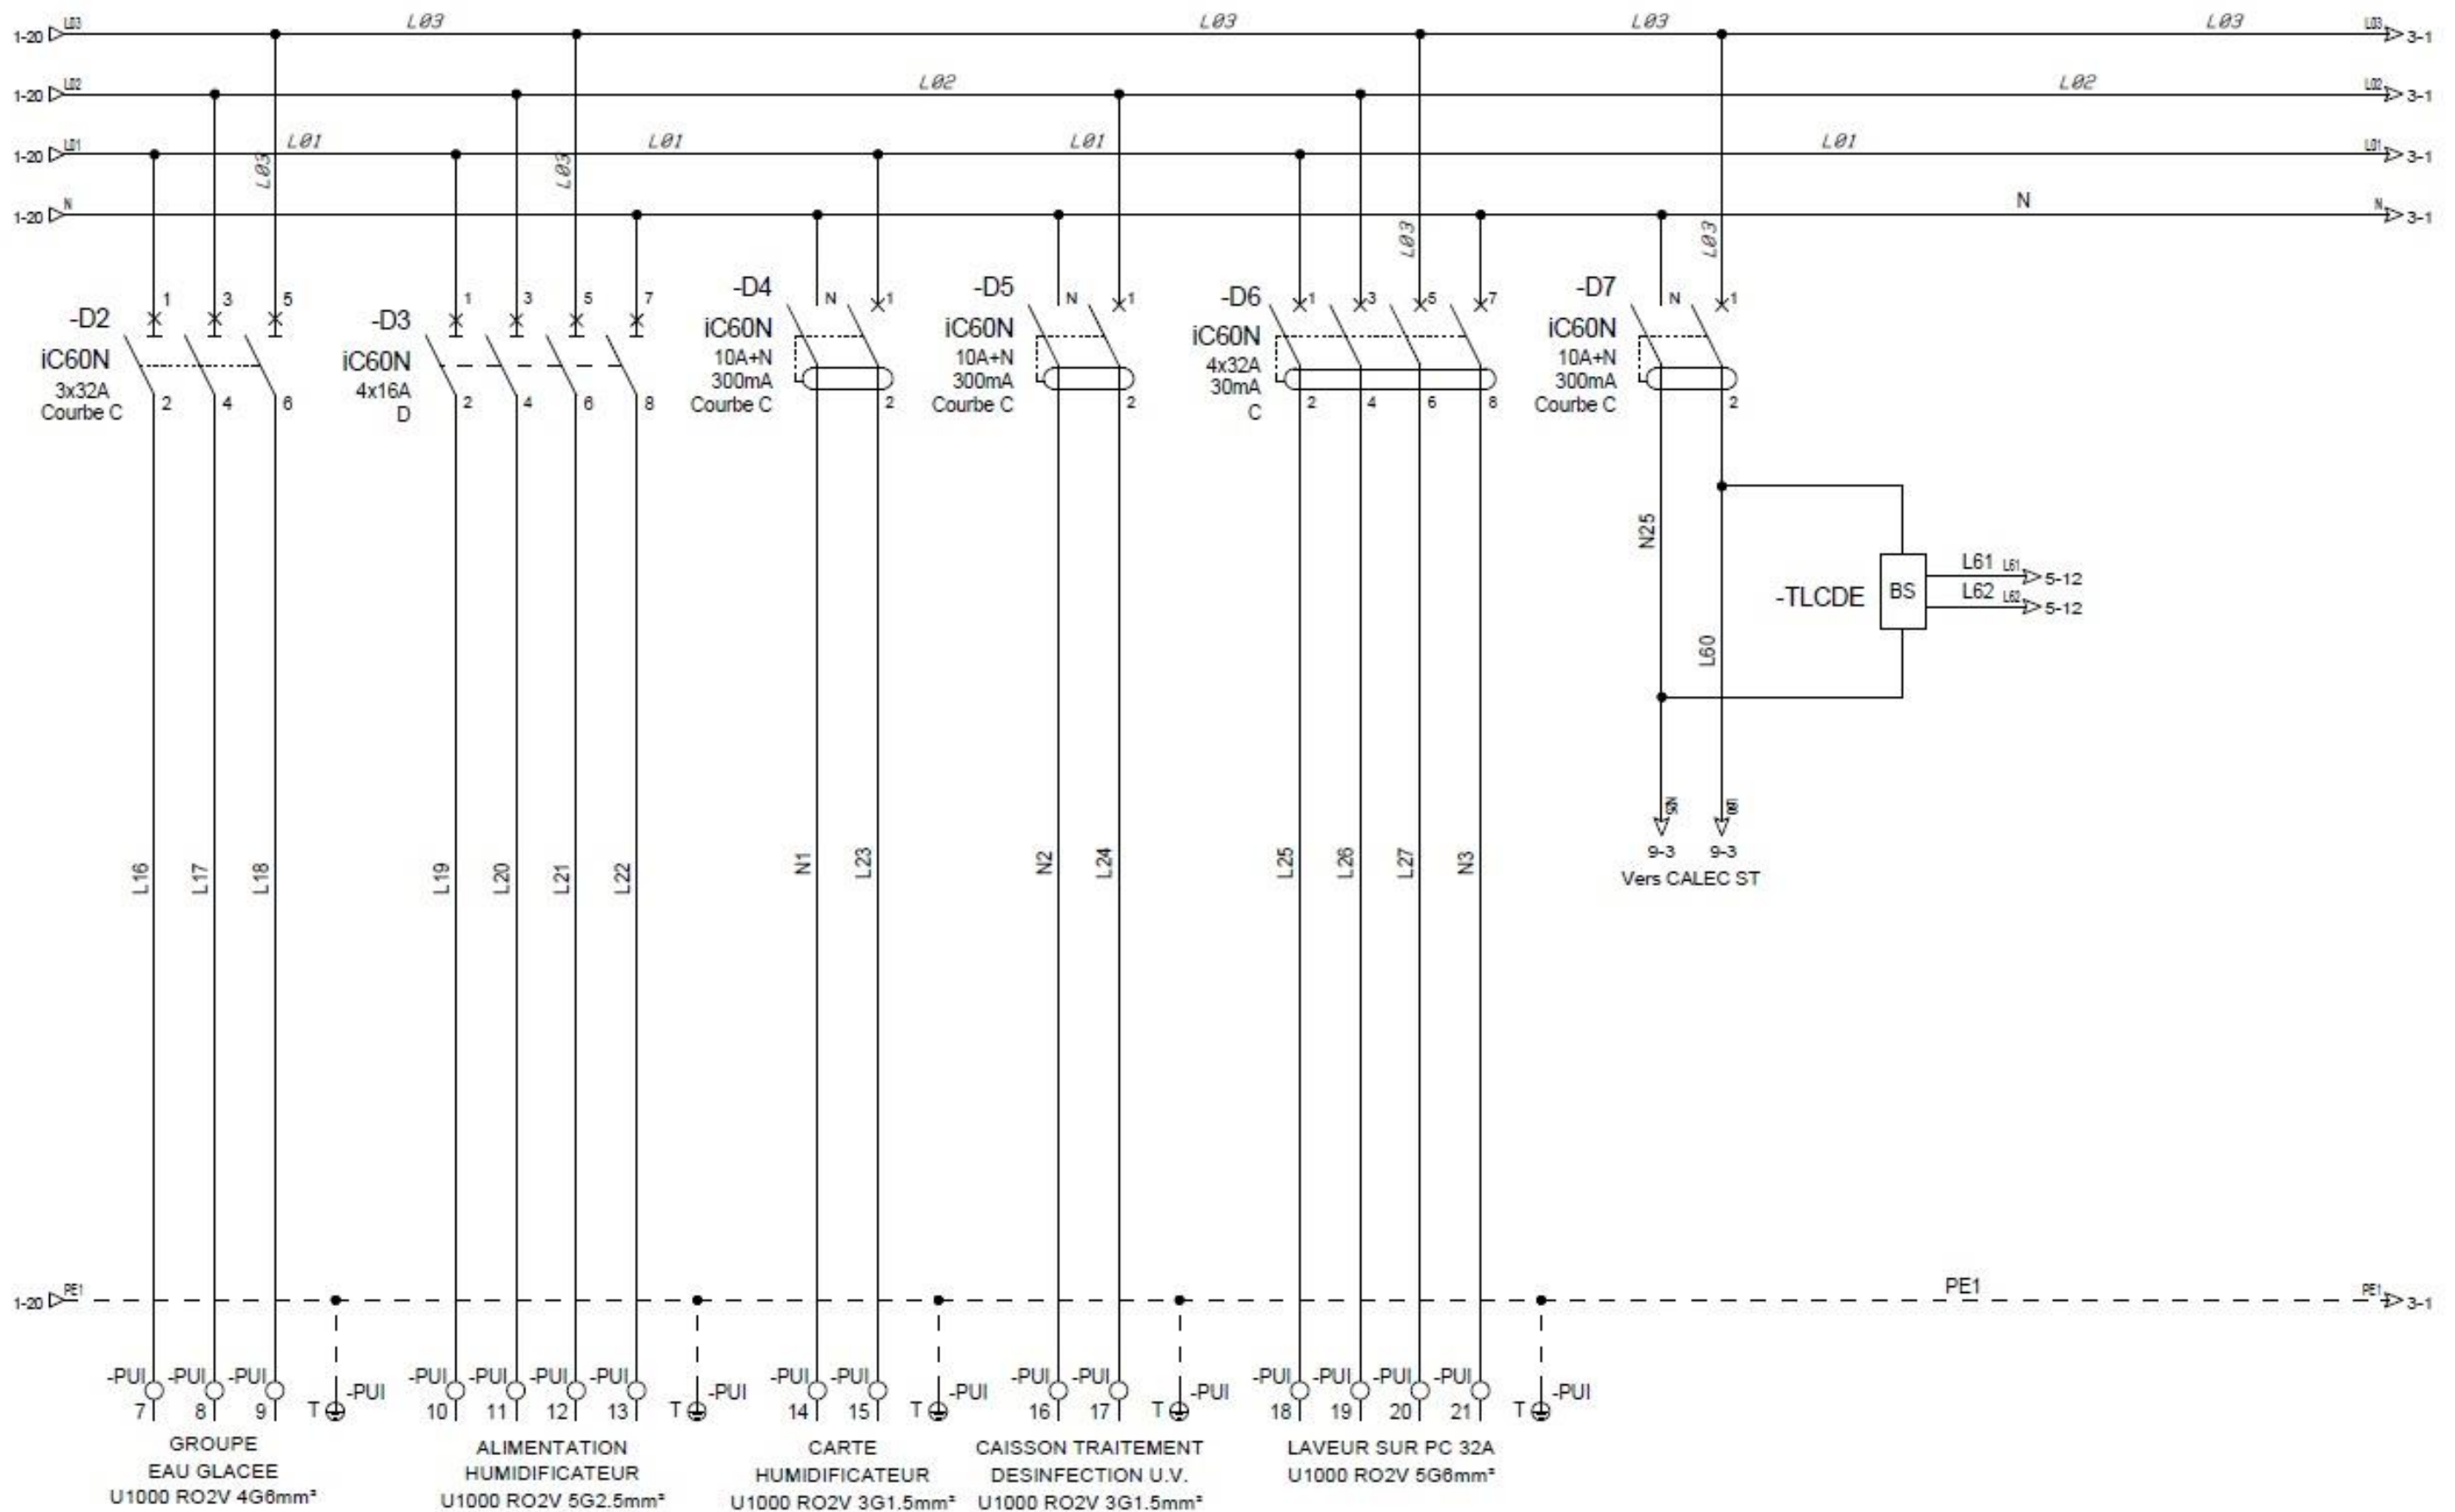 1-20 L03 L03 L03 L03 L03 L03 3-1
1-20 L02 L02 L02 L02 3-1
1-20 L01 L01 L01 L01 L01 L01 3-1
L03 L03
1-20 N N N 3-1
L03 L03
-D2
iC60N
3x32A
Courbe C
1 3 5
2 4 6
-D3
iC60N
4x16A
D
1 3 5 7
2 4 6 8
-D4
iC60N
10A+N
300mA
Courbe C
N 1
2
-D5
iC60N
10A+N
300mA
Courbe C
N 1
2
-D6
iC60N
4x32A
30mA
C
1 3 5 7
2 4 6 8
-D7
iC60N
10A+N
300mA
Courbe C
N 1
2
N25
L60
-TLCDE
BS
L61 L61 5-12
L62 L62 5-12
N25 L60
9-3 9-3
Vers CALEC ST
L16 L17 L18
L19 L20 L21 L22
N1 L23
N2 L24
L25 L26 L27 N3
1-20 PE1 PE1 PE1 3-1
-PUI -PUI -PUI -PUI
7 8 9 T
GROUPE
EAU GLACEE
U1000 RO2V 4G6mm²
-PUI -PUI -PUI -PUI -PUI
10 11 12 13 T
ALIMENTATION
HUMIDIFICATEUR
U1000 RO2V 5G2.5mm²
-PUI -PUI -PUI
14 15 T
CARTE
HUMIDIFICATEUR
U1000 RO2V 3G1.5mm²
-PUI -PUI -PUI
16 17 T
CAISSON TRAITEMENT
DESINFECTION U.V.
U1000 RO2V 3G1.5mm²
-PUI -PUI -PUI -PUI -PUI
18 19 20 21 T
LAVEUR SUR PC 32A
U1000 RO2V 5G6mm²